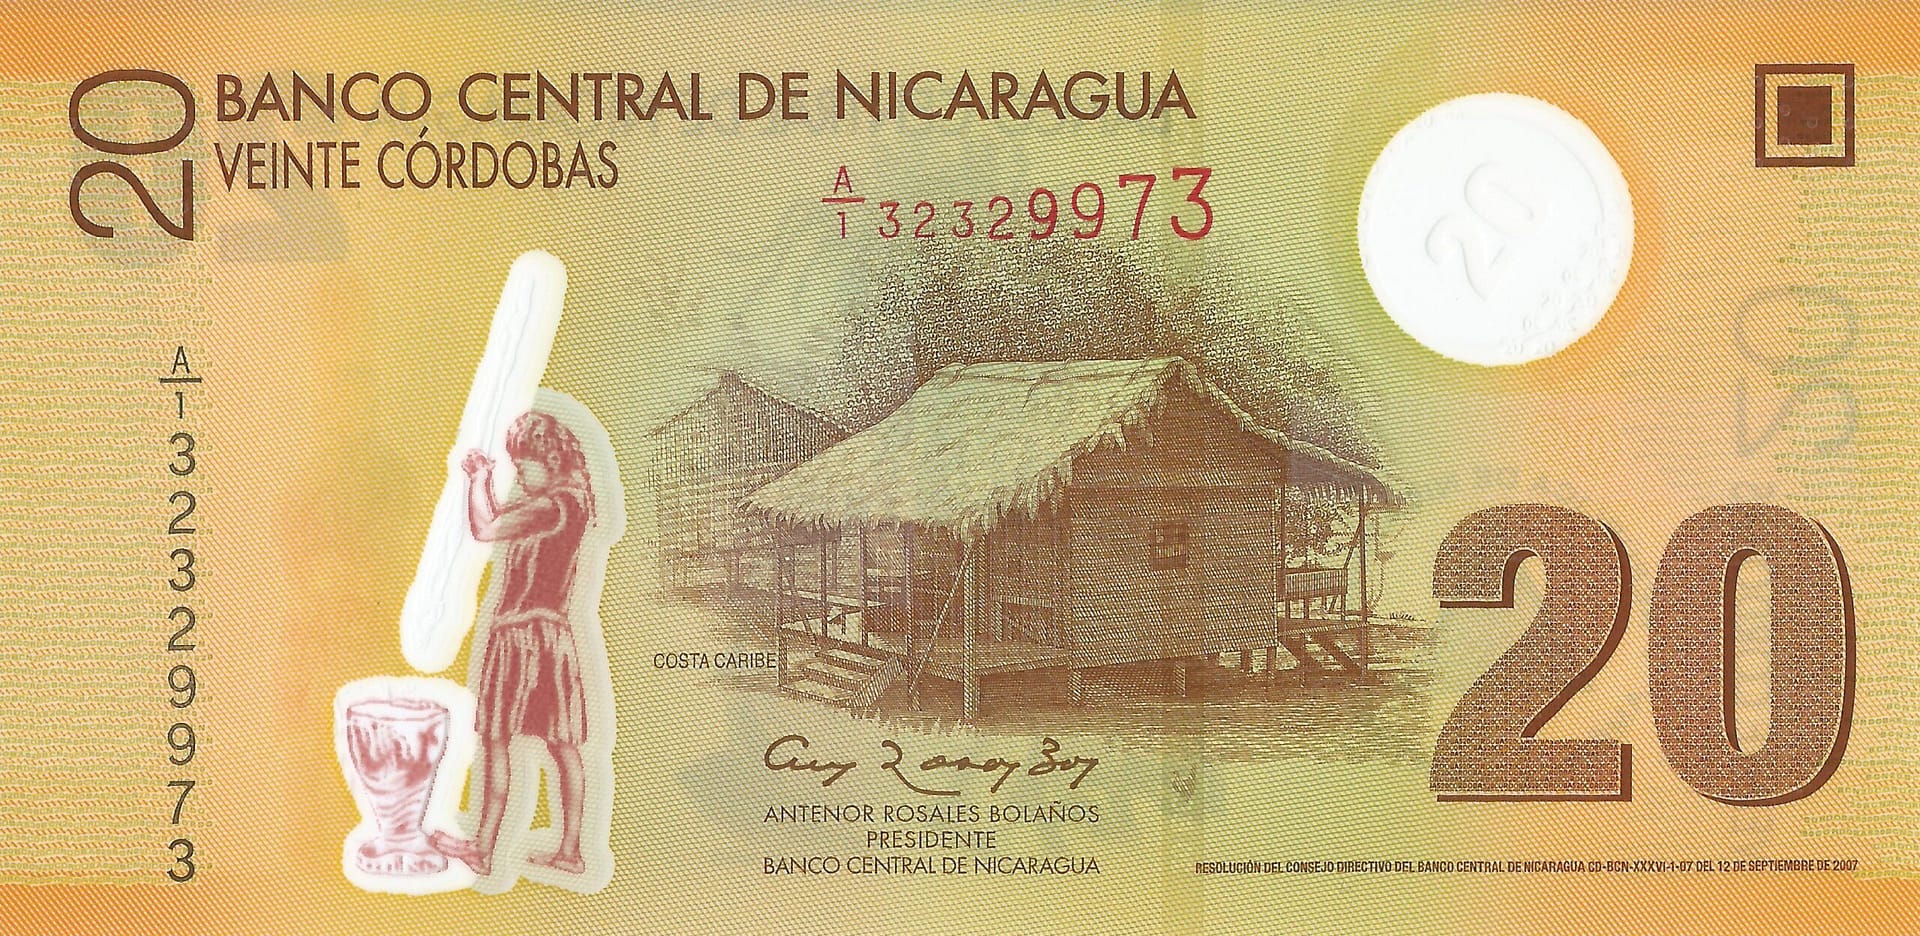 20
BANCO CENTRAL DE NICARAGUA
VEINTE CÓRDOBAS
A/1 32329973
20
A/1 32329973
COSTA CARIBE
20
ANTENOR ROSALES BOLAÑOS
PRESIDENTE
BANCO CENTRAL DE NICARAGUA
RESOLUCIÓN DEL CONSEJO DIRECTIVO DEL BANCO CENTRAL DE NICARAGUA CD-BCN-XXXVI-1-07 DEL 12 DE SEPTIEMBRE DE 2007